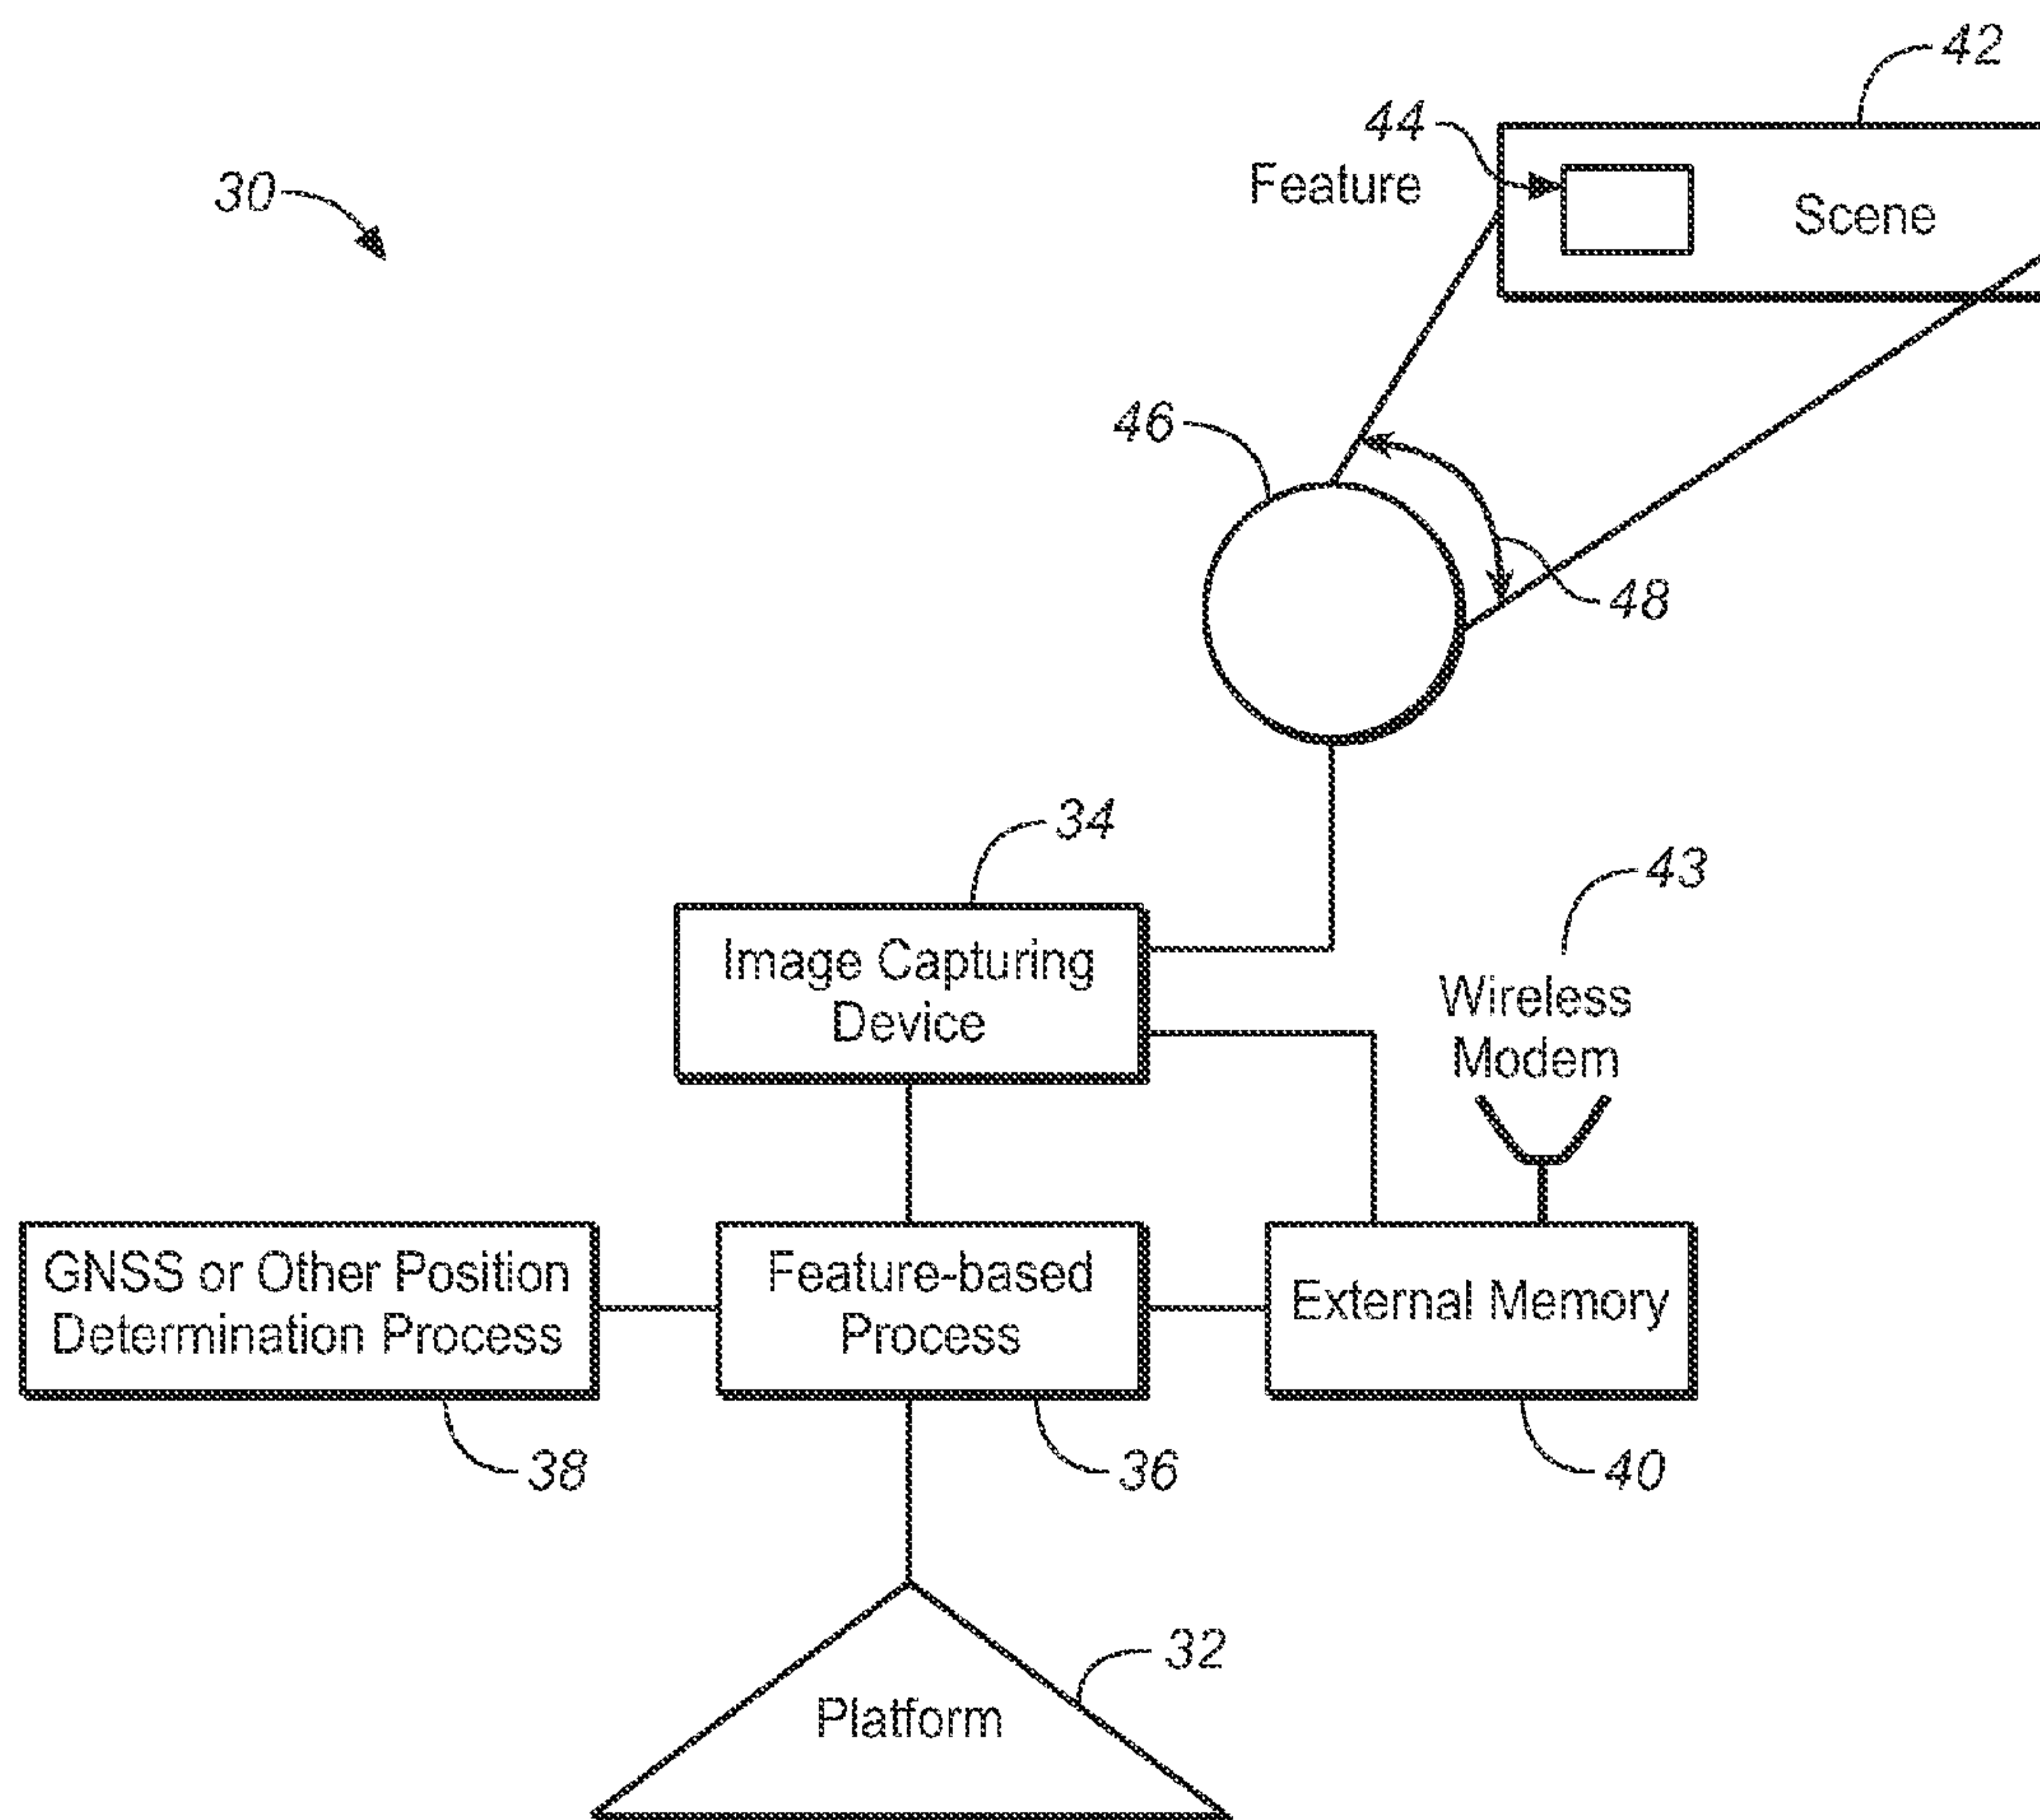 42
44
Feature
Scene
30
46
48
34
43
Image Capturing
Device
Wireless
Modem
GNSS or Other Position
Determination Process
Feature-based
Process
External Memory
38
36
40
32
Platform